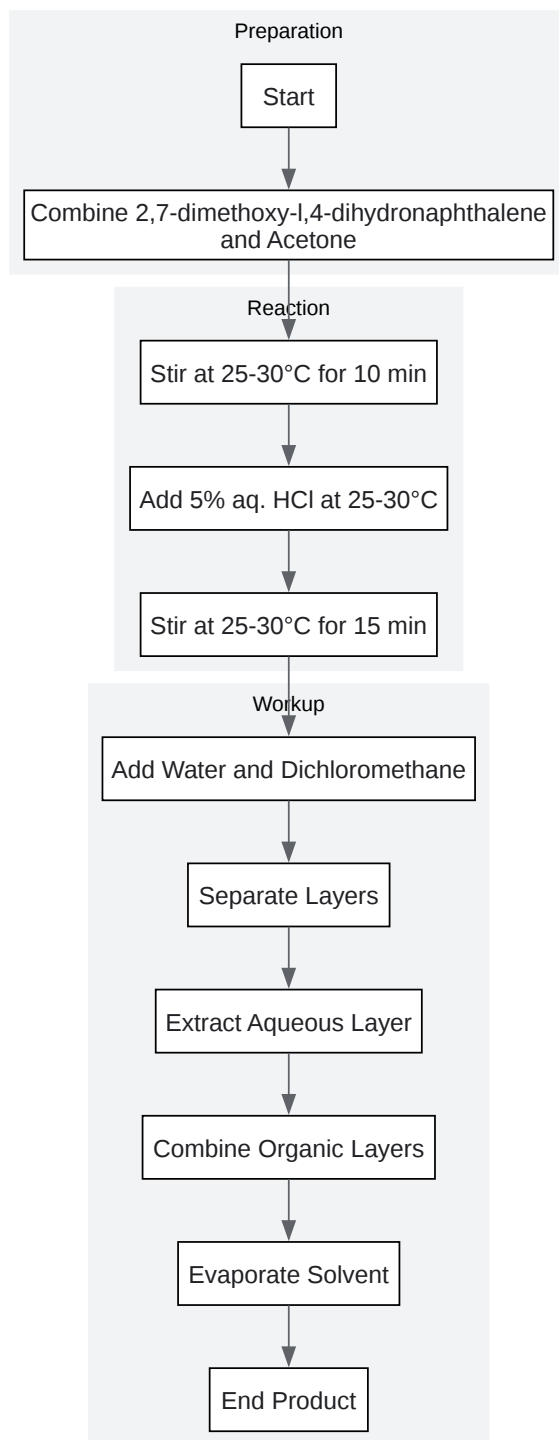 Preparation
Start
Combine 2,7-dimethoxy-l,4-dihydronaphthalene
and Acetone
Reaction
Stir at 25-30°C for 10 min
Add 5% aq. HCl at 25-30°C
Stir at 25-30°C for 15 min
Workup
Add Water and Dichloromethane
Separate Layers
Extract Aqueous Layer
Combine Organic Layers
Evaporate Solvent
End Product